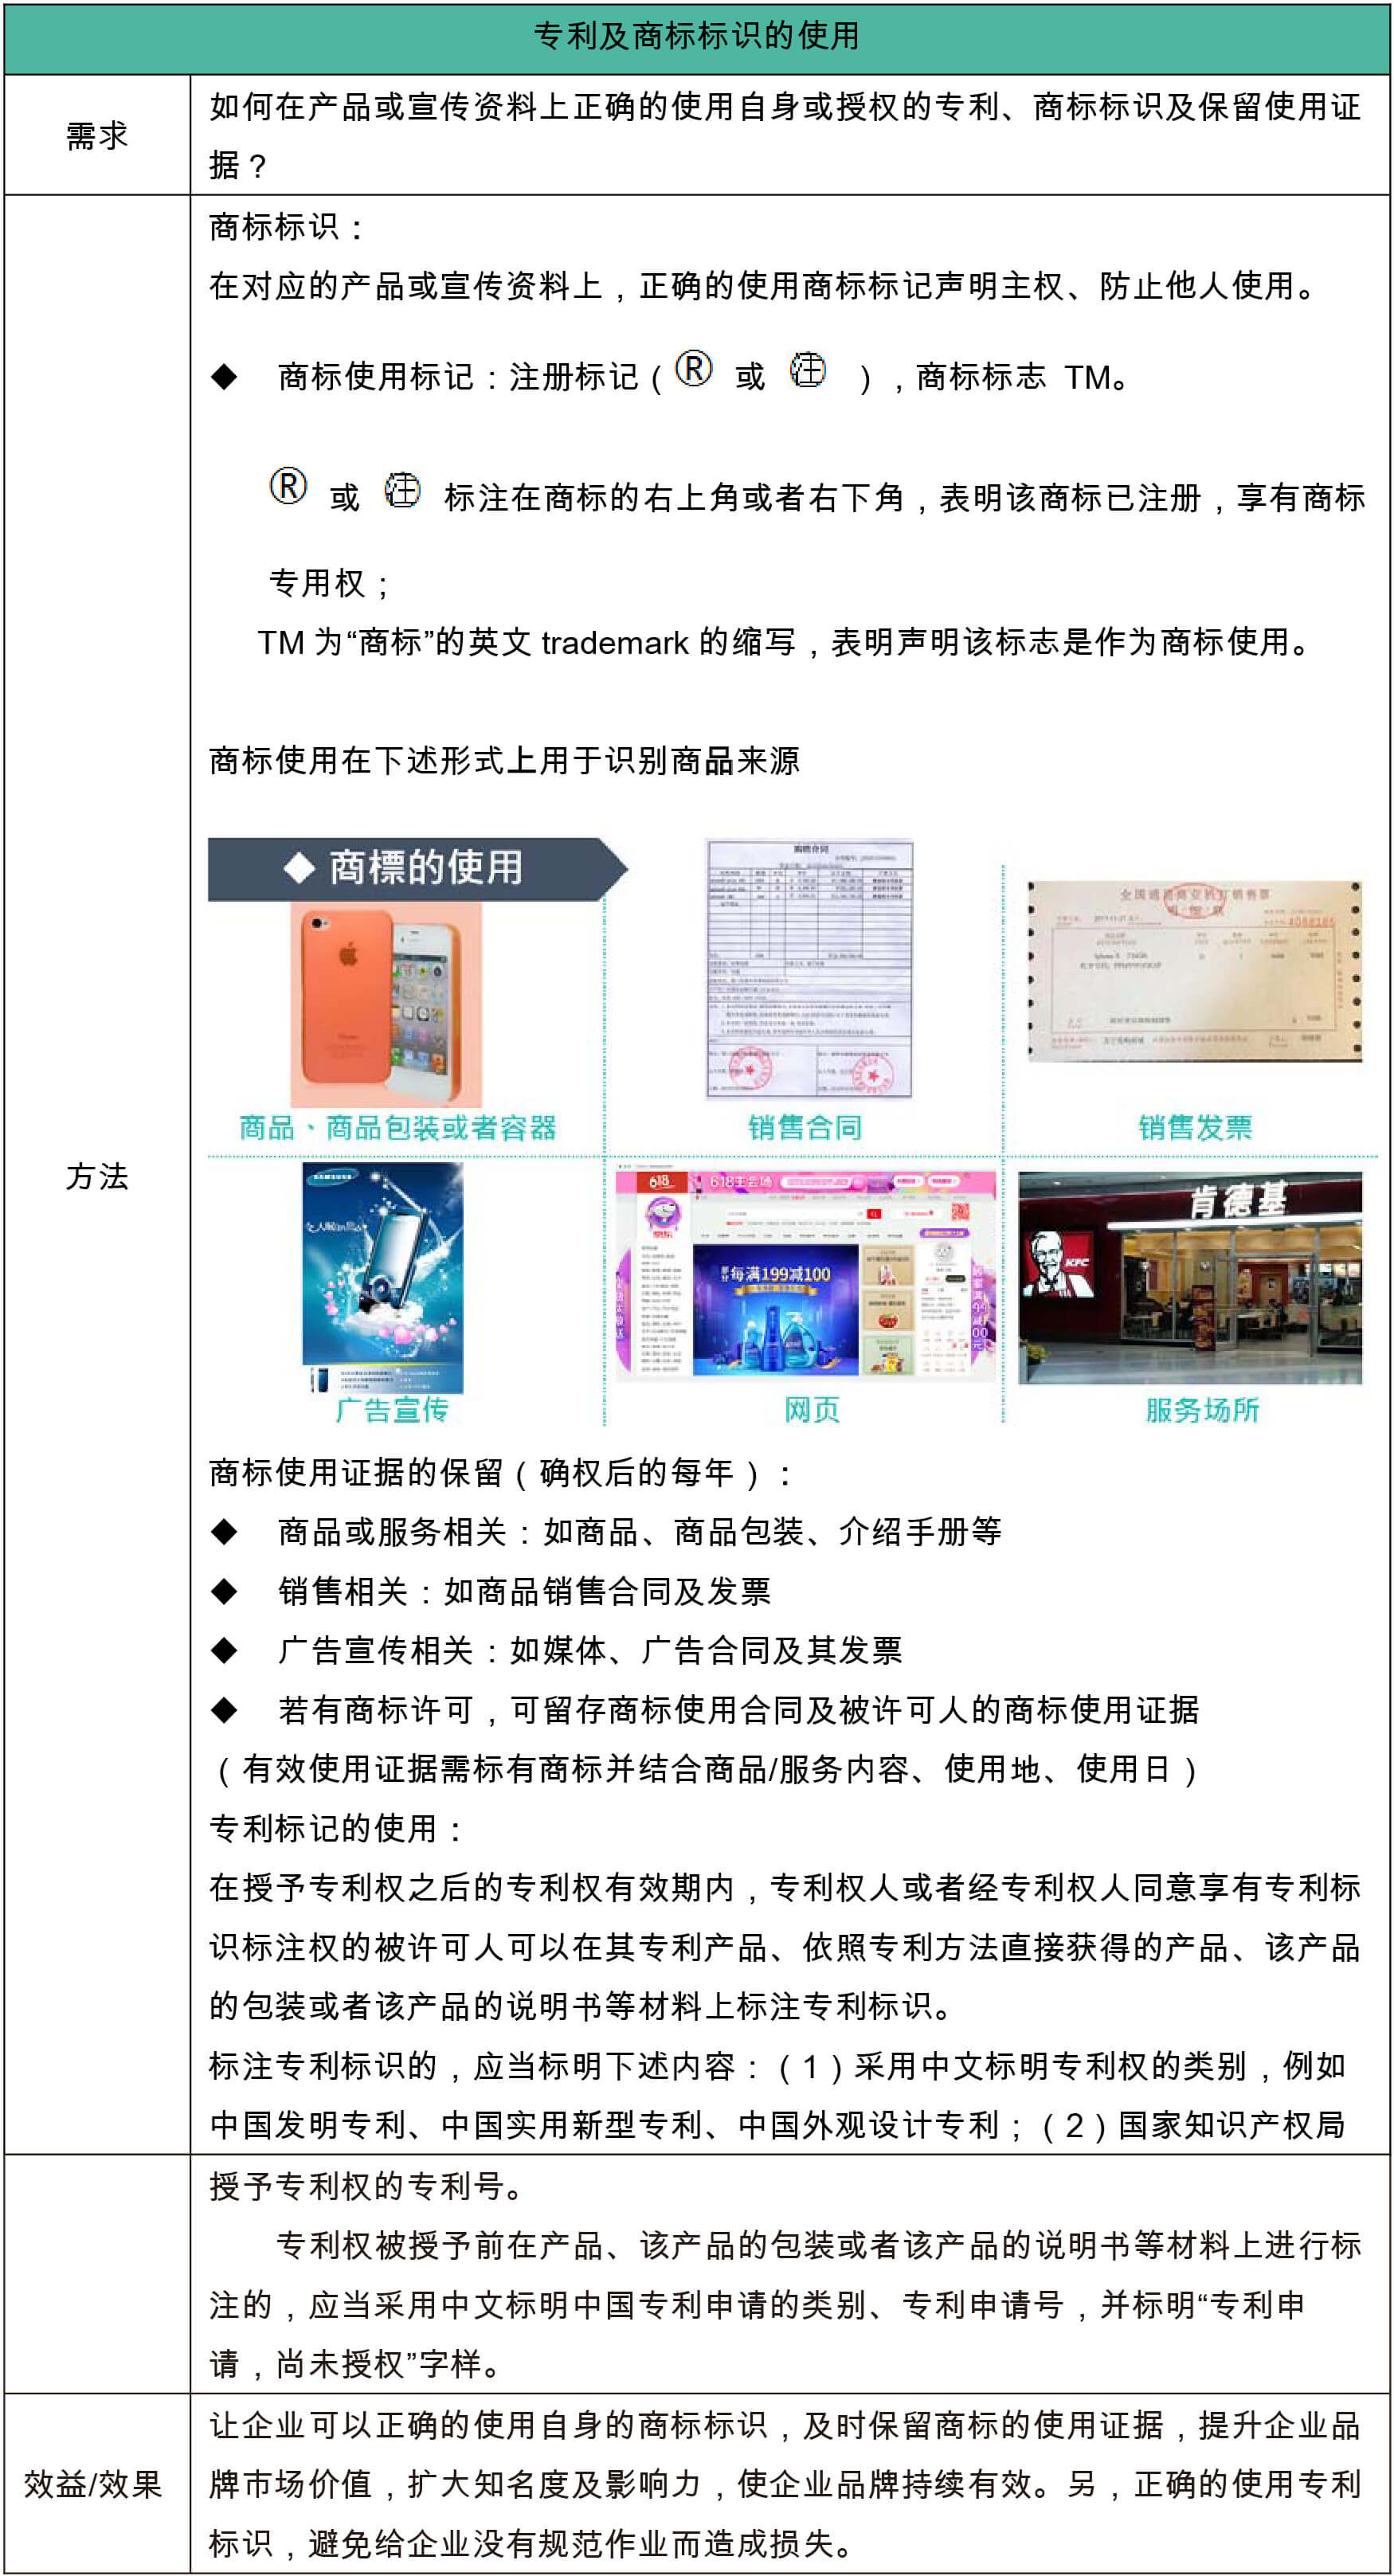 专利及商标标识的使用
需求
如何在产品或宣传资料上正确的使用自身或授权的专利、商标标识及保留使用证
据？
方法
商标标识：
在对应的产品或宣传资料上，正确的使用商标标记声明主权、防止他人使用。
◆ 商标使用标记：注册标记（Ⓡ 或 ㊟ ），商标标志 TM。
Ⓡ 或 ㊟ 标注在商标的右上角或者右下角，表明该商标已注册，享有商标
专用权；
TM 为“商标”的英文 trademark 的缩写，表明声明该标志是作为商标使用。
商标使用在下述形式上用于识别商品来源
◆ 商標的使用
购销合同
全国通用商业机打销售票
4088186
商品、商品包装或者容器
销售合同
销售发票
618
618主会场
京东
每满199减100
肯德基
KFC
广告宣传
网页
服务场所
商标使用证据的保留（确权后的每年）：
◆ 商品或服务相关：如商品、商品包装、介绍手册等
◆ 销售相关：如商品销售合同及发票
◆ 广告宣传相关：如媒体、广告合同及其发票
◆ 若有商标许可，可留存商标使用合同及被许可人的商标使用证据
（有效使用证据需标有商标并结合商品/服务内容、使用地、使用日）
专利标记的使用：
在授予专利权之后的专利权有效期内，专利权人或者经专利权人同意享有专利标
识标注权的被许可人可以在其专利产品、依照专利方法直接获得的产品、该产品
的包装或者该产品的说明书等材料上标注专利标识。
标注专利标识的，应当标明下述内容：（1）采用中文标明专利权的类别，例如
中国发明专利、中国实用新型专利、中国外观设计专利；（2）国家知识产权局
授予专利权的专利号。
专利权被授予前在产品、该产品的包装或者该产品的说明书等材料上进行标
注的，应当采用中文标明中国专利申请的类别、专利申请号，并标明“专利申
请，尚未授权”字样。
效益/效果
让企业可以正确的使用自身的商标标识，及时保留商标的使用证据，提升企业品
牌市场价值，扩大知名度及影响力，使企业品牌持续有效。另，正确的使用专利
标识，避免给企业没有规范作业而造成损失。